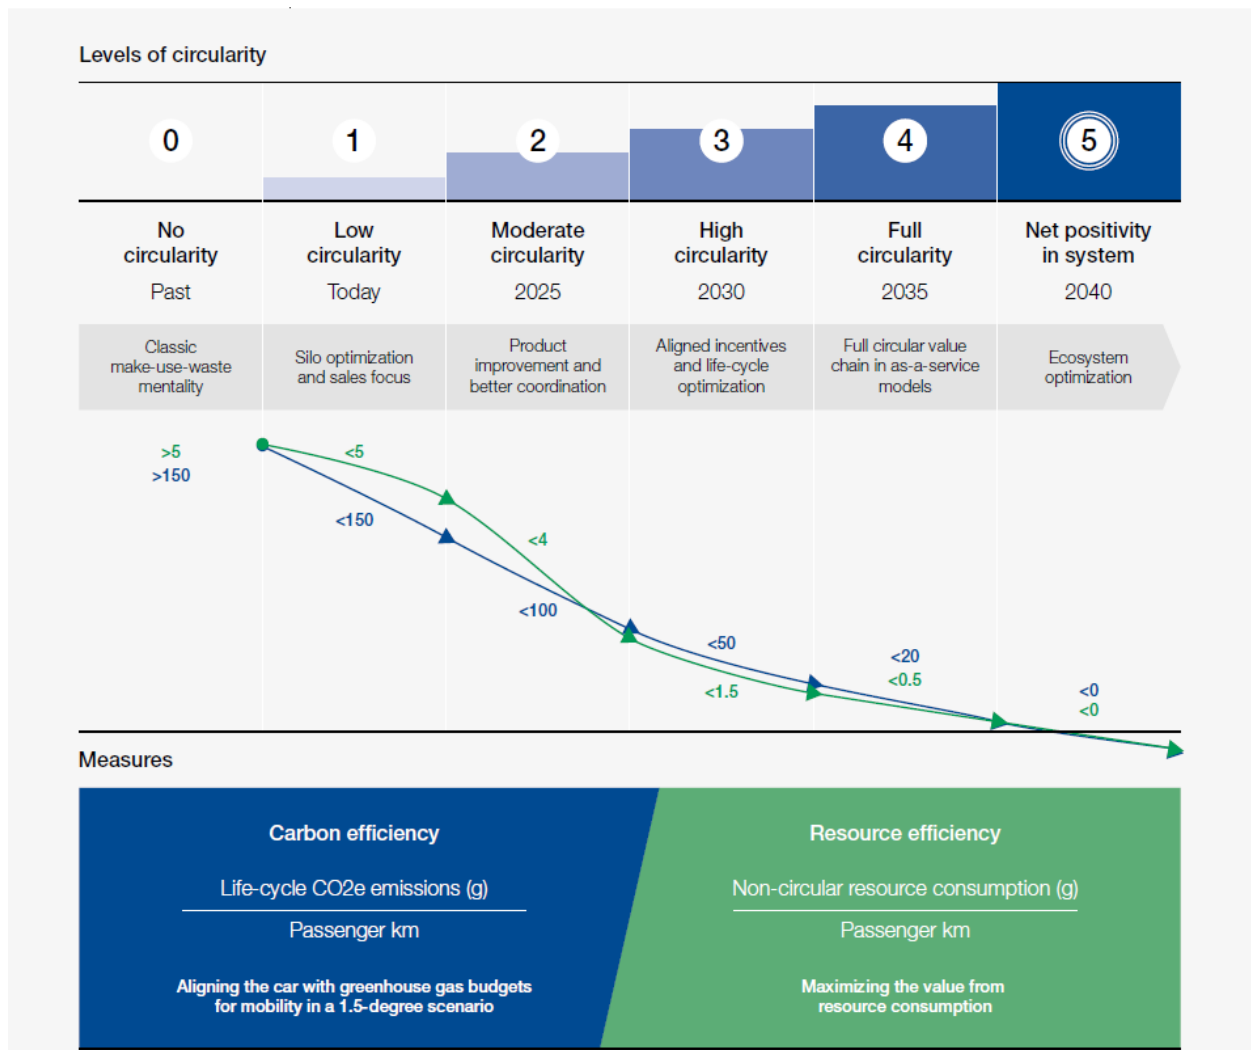 Levels of circularity
0 1 2 3 4 5
No
circularity
Past
Low
circularity
Today
Moderate
circularity
2025
High
circularity
2030
Full
circularity
2035
Net positivity
in system
2040
Classic
make-use-waste
mentality
Silo optimization
and sales focus
Product
improvement and
better coordination
Aligned incentives
and life-cycle
optimization
Full circular value
chain in as-a-service
models
Ecosystem
optimization
>5
>150
<5
<150
<4
<100
<50
<1.5
<20
<0.5
<0
<0
Measures
Carbon efficiency
Life-cycle CO2e emissions (g)
Passenger km
Aligning the car with greenhouse gas budgets
for mobility in a 1.5-degree scenario
Resource efficiency
Non-circular resource consumption (g)
Passenger km
Maximizing the value from
resource consumption